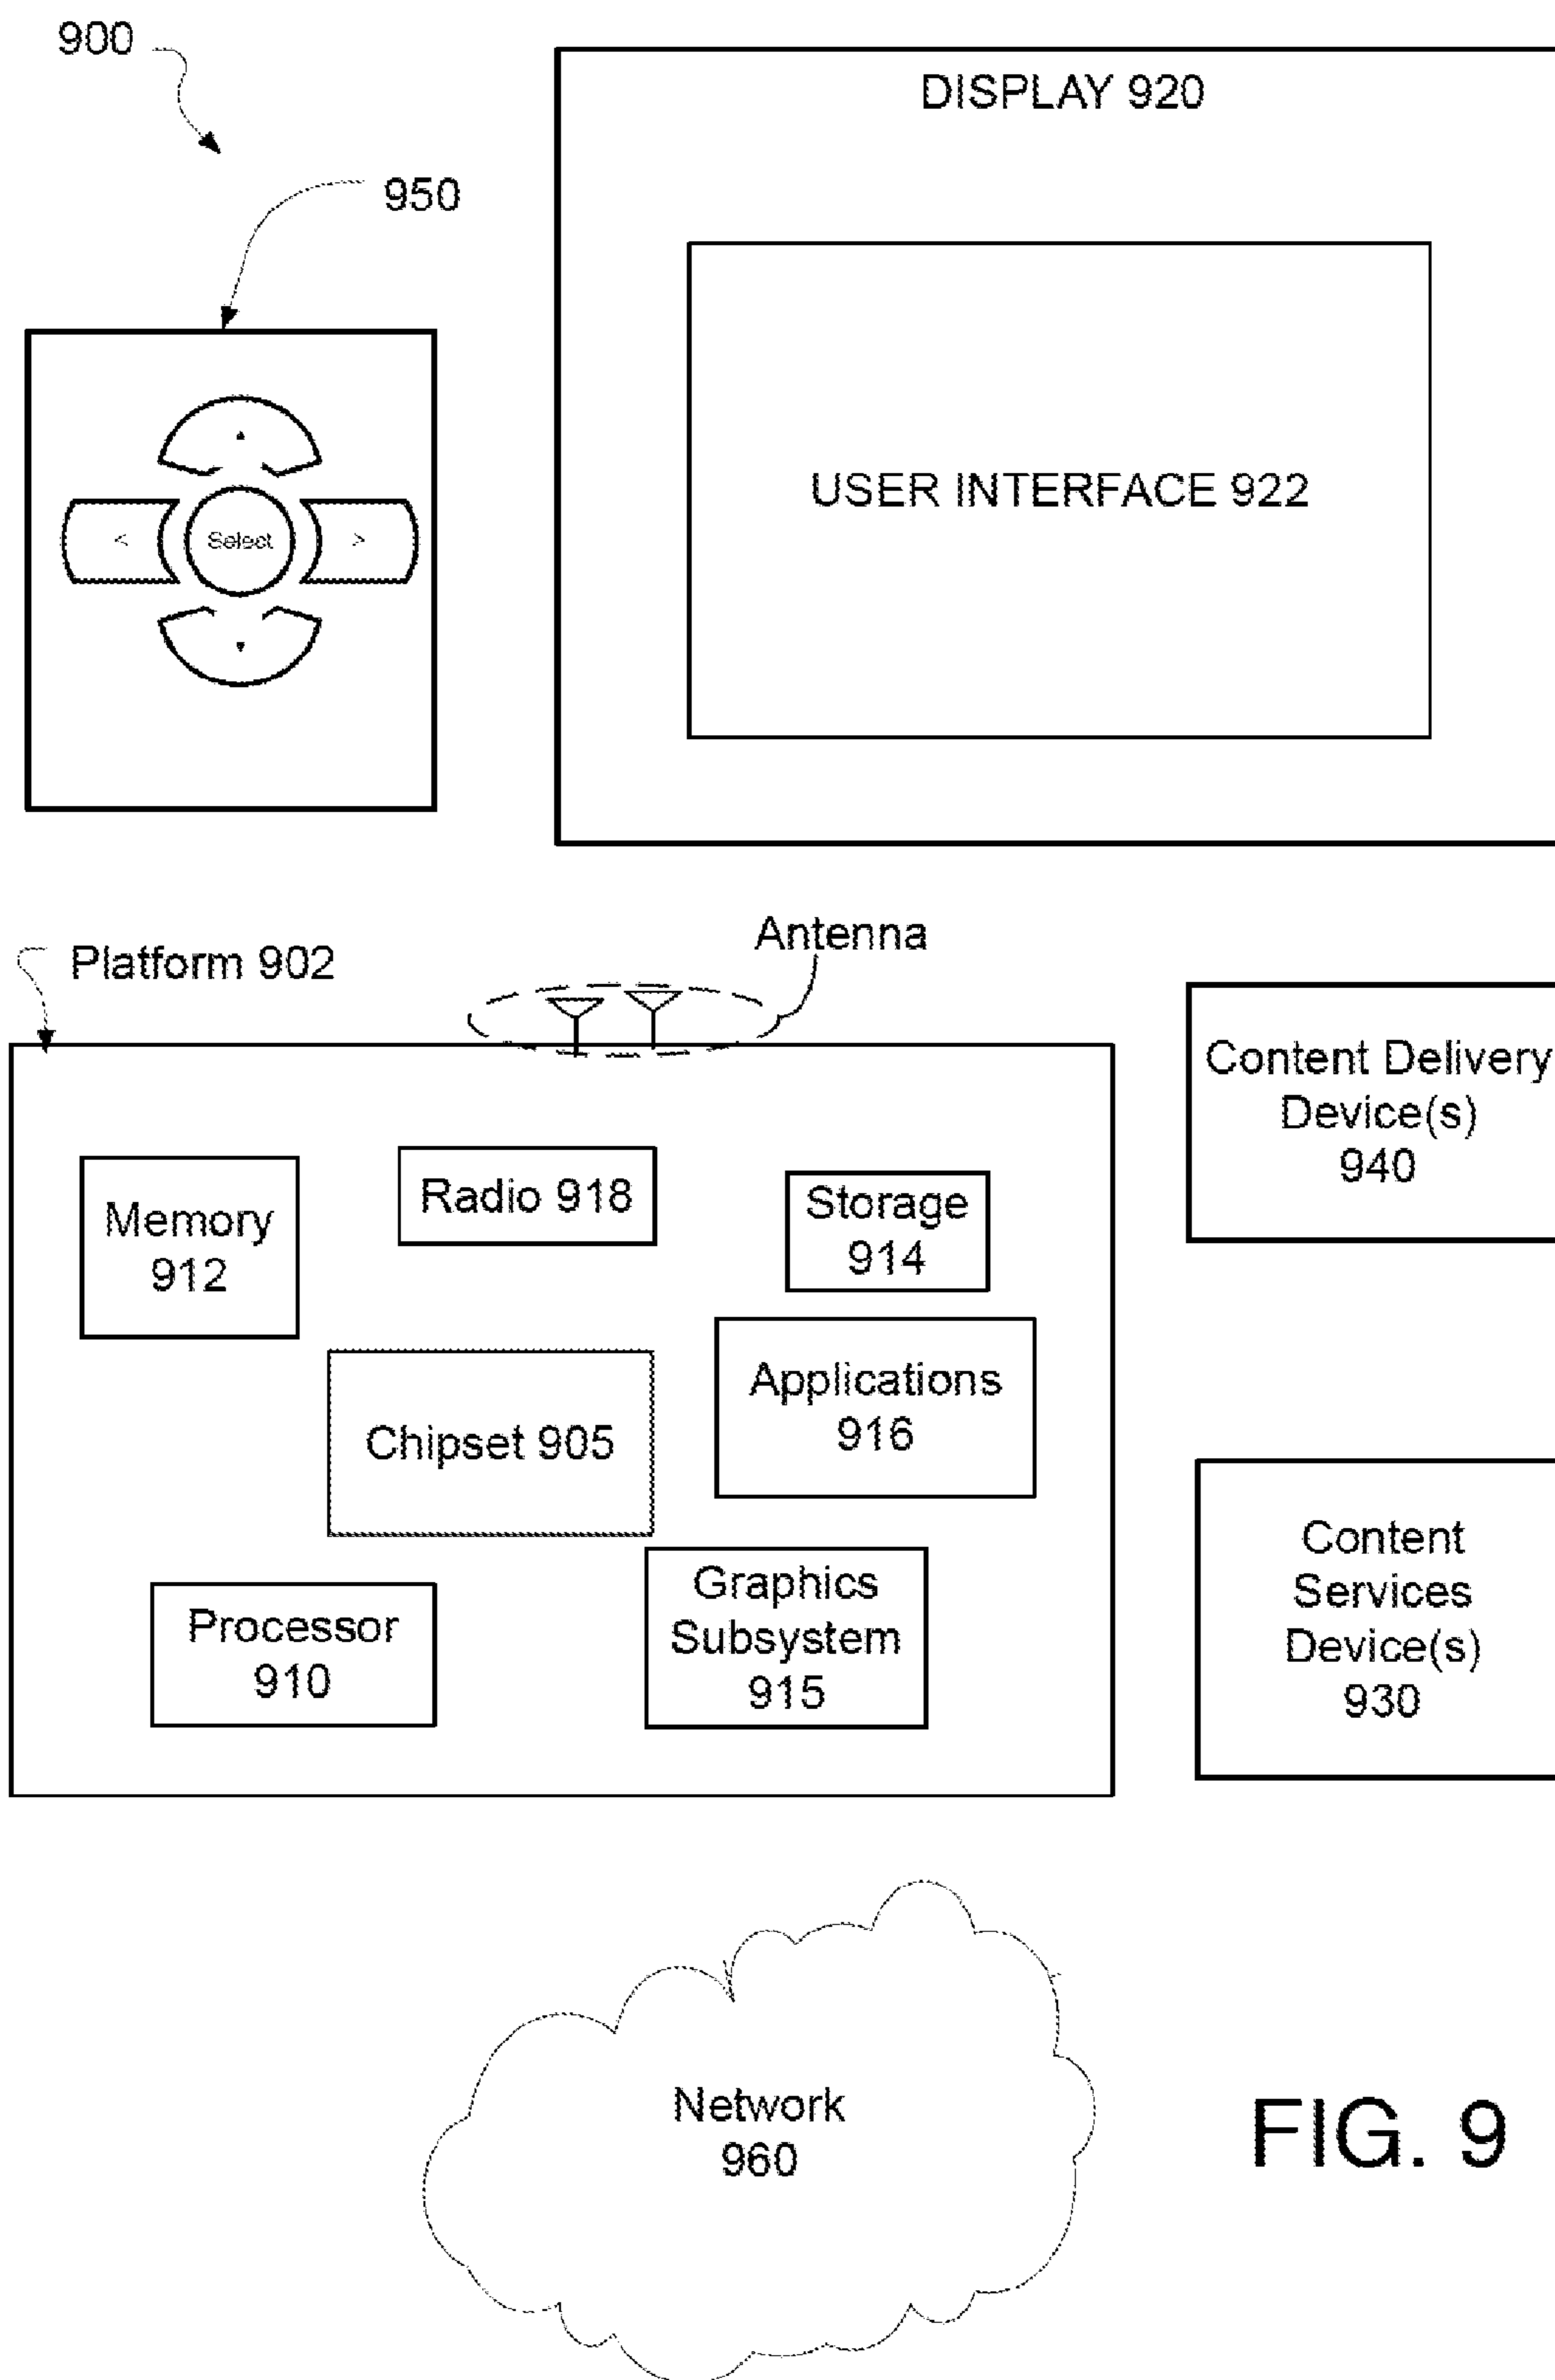 900
DISPLAY 920
950
USER INTERFACE 922
<
Select
>
Antenna
Platform 902
Content Delivery
Device(s)
940
Radio 918
Memory
912
Storage
914
Applications
916
Chipset 905
Content
Services
Device(s)
930
Graphics
Subsystem
915
Processor
910
Network
960
FIG. 9